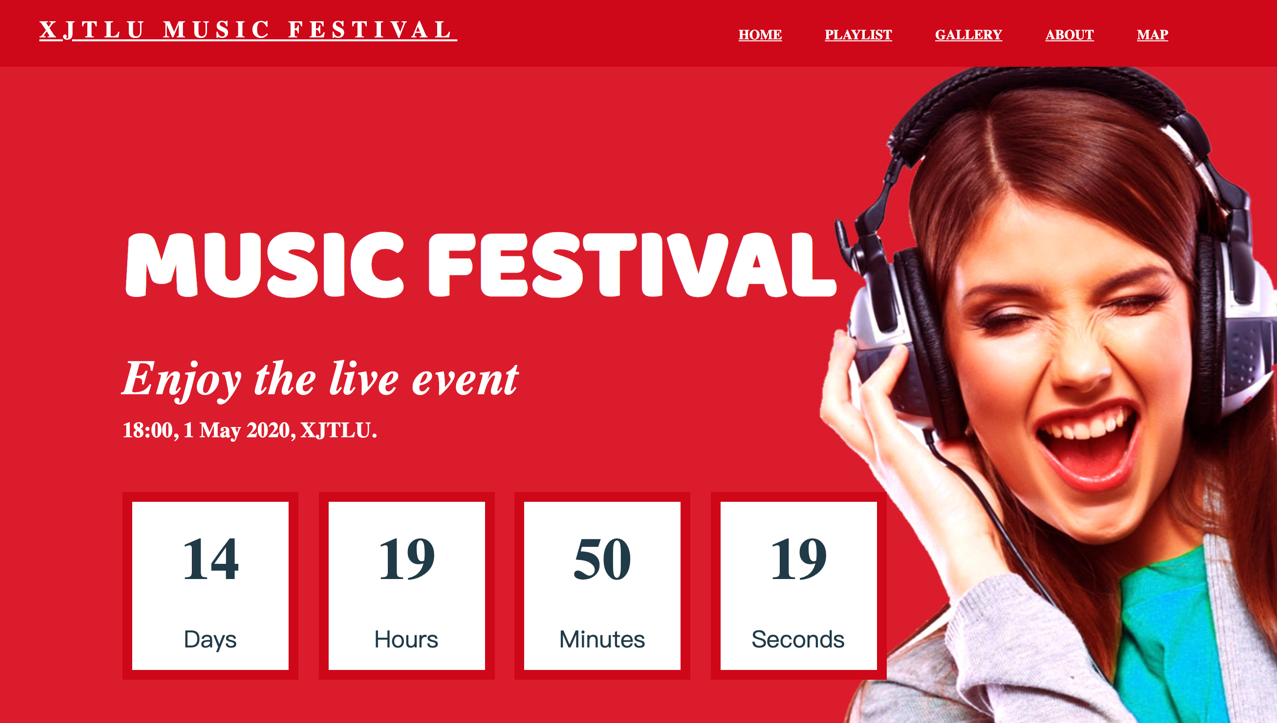 XJTLU MUSIC FESTIVAL
HOME PLAYLIST GALLERY ABOUT MAP
MUSIC FESTIVAL
Enjoy the live event
18:00, 1 May 2020, XJTLU.
14 19 50 19
Days Hours Minutes Seconds